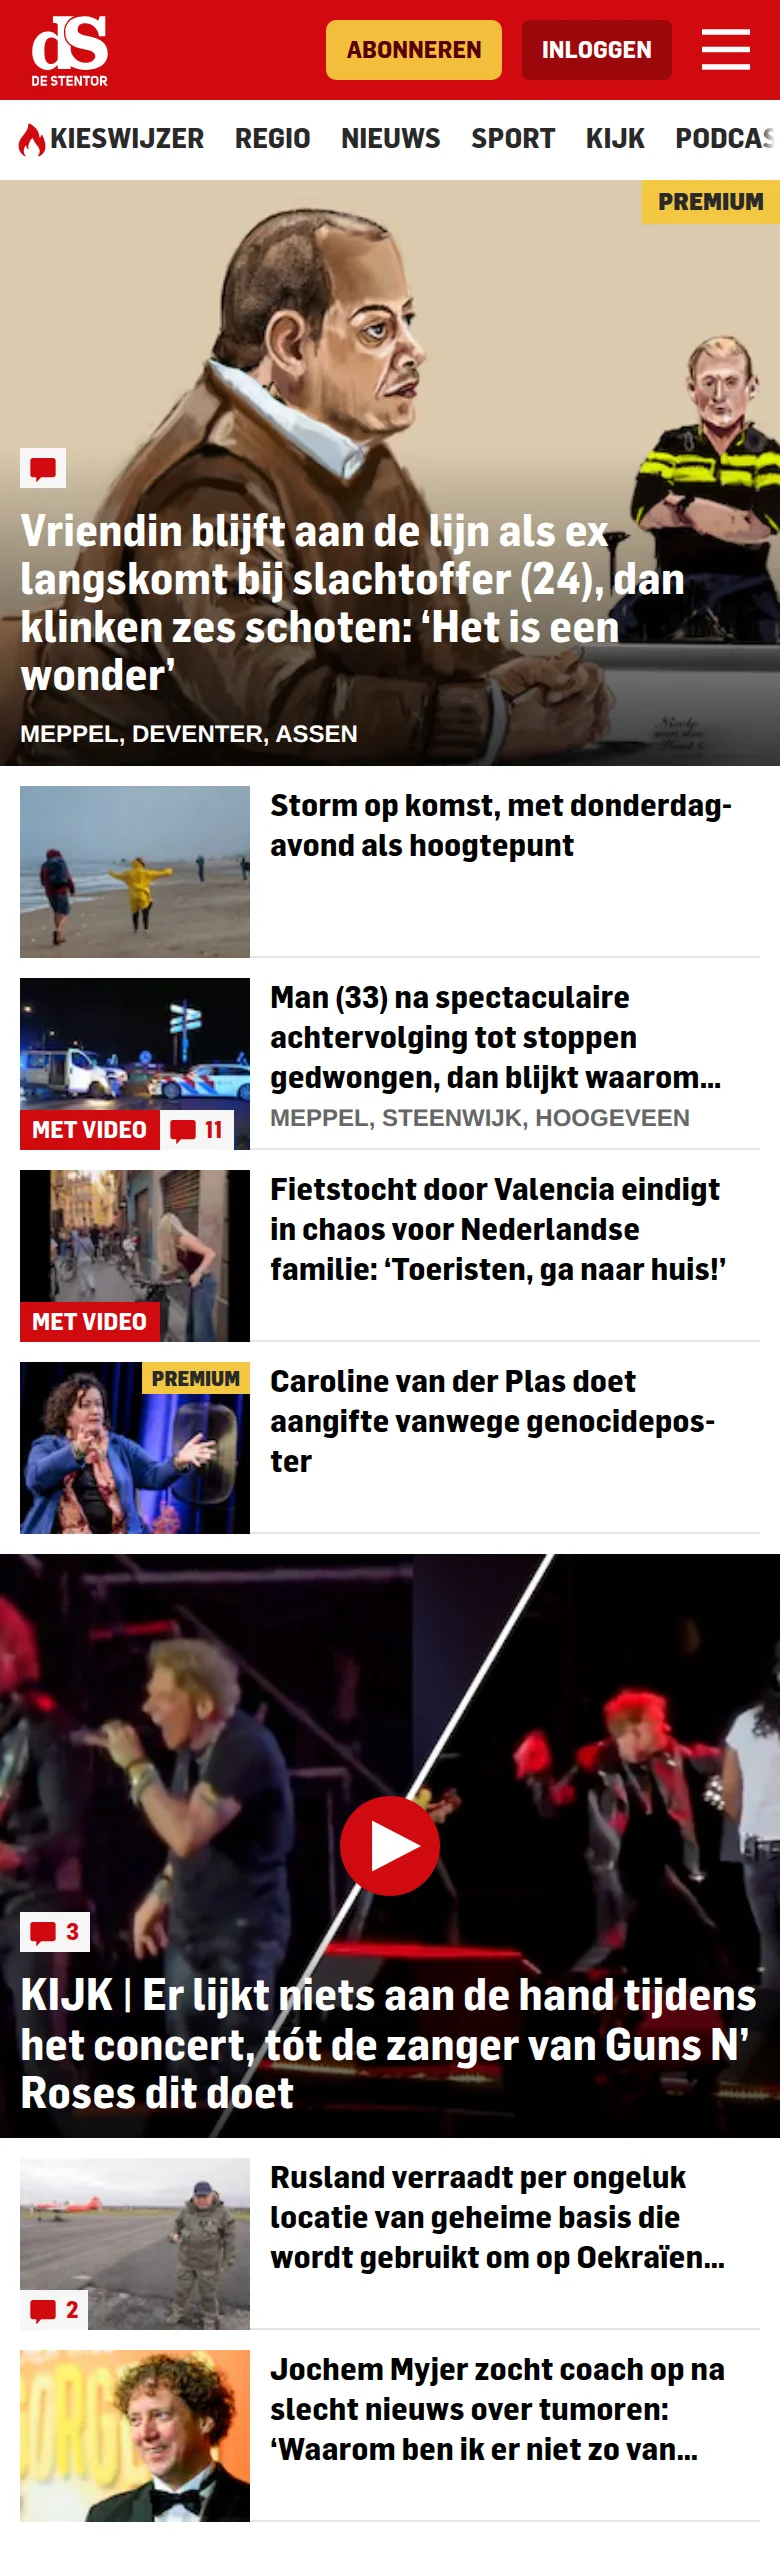 dS
DE STENTOR
ABONNEREN
INLOGGEN
KIESWIJZER REGIO NIEUWS SPORT KIJK PODCAS
PREMIUM
Vriendin blijft aan de lijn als ex
langskomt bij slachtoffer (24), dan
klinken zes schoten: ‘Het is een
wonder’
MEPPEL, DEVENTER, ASSEN
Storm op komst, met donderdag-
avond als hoogtepunt
Man (33) na spectaculaire
achtervolging tot stoppen
gedwongen, dan blijkt waarom...
MEPPEL, STEENWIJK, HOOGEVEEN
MET VIDEO 11
Fietstocht door Valencia eindigt
in chaos voor Nederlandse
familie: ‘Toeristen, ga naar huis!’
MET VIDEO
PREMIUM
Caroline van der Plas doet
aangifte vanwege genocidepos-
ter
3
KIJK | Er lijkt niets aan de hand tijdens
het concert, tót de zanger van Guns N’
Roses dit doet
Rusland verraadt per ongeluk
locatie van geheime basis die
wordt gebruikt om op Oekraïen...
2
Jochem Myjer zocht coach op na
slecht nieuws over tumoren:
‘Waarom ben ik er niet zo van...